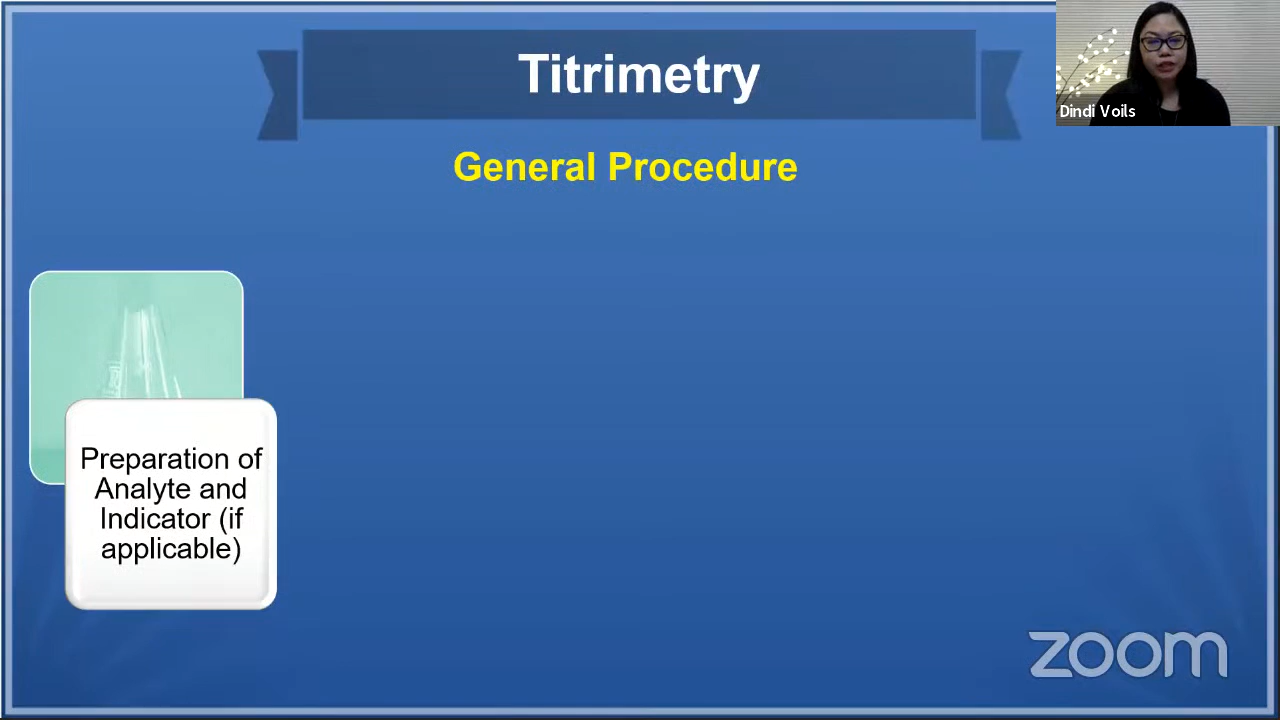 Titrimetry
Dindi Voils
General Procedure
Preparation of
Analyte and
Indicator (if
applicable)
zoom